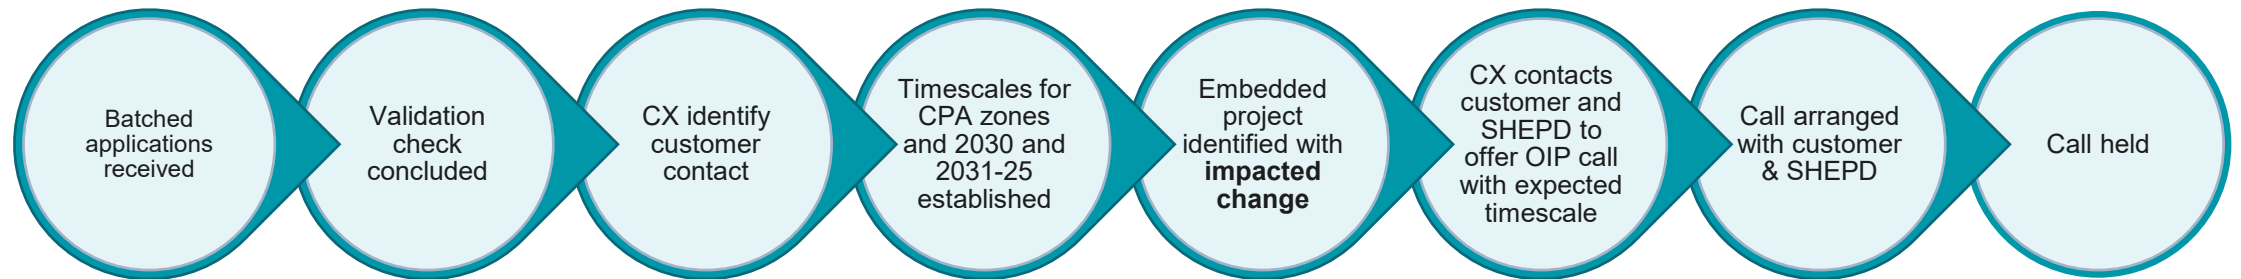 Batched
applications
received
Validation
check
concluded
CX identify
customer
contact
Timescales for
CPA zones
and 2030 and
2031-25
established
Embedded
project
identified with
impacted
change
CX contacts
customer and
SHEPD to
offer OIP call
with expected
timescale
Call arranged
with customer
& SHEPD
Call held